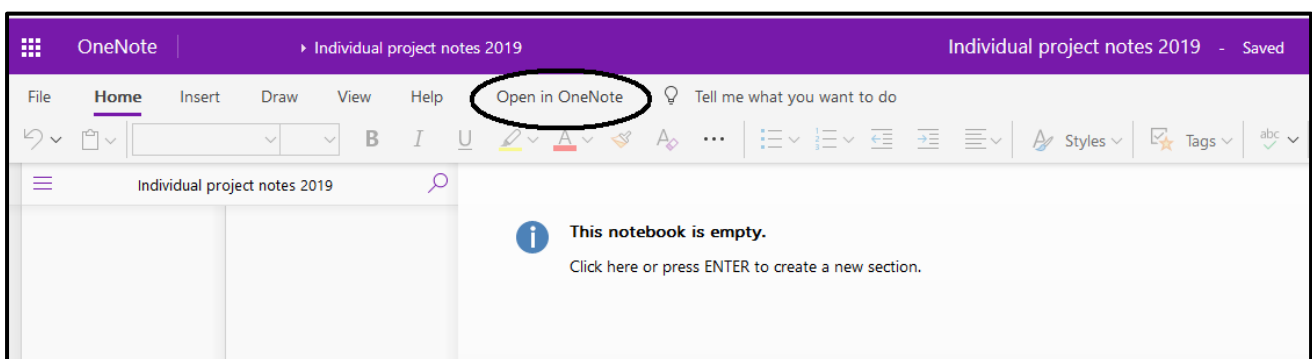 OneNote Individual project notes 2019 Individual project notes 2019 - Saved
File Home Insert Draw View Help Open in OneNote Tell me what you want to do
B I U A A Styles Tags abc
Individual project notes 2019
This notebook is empty.
Click here or press ENTER to create a new section.